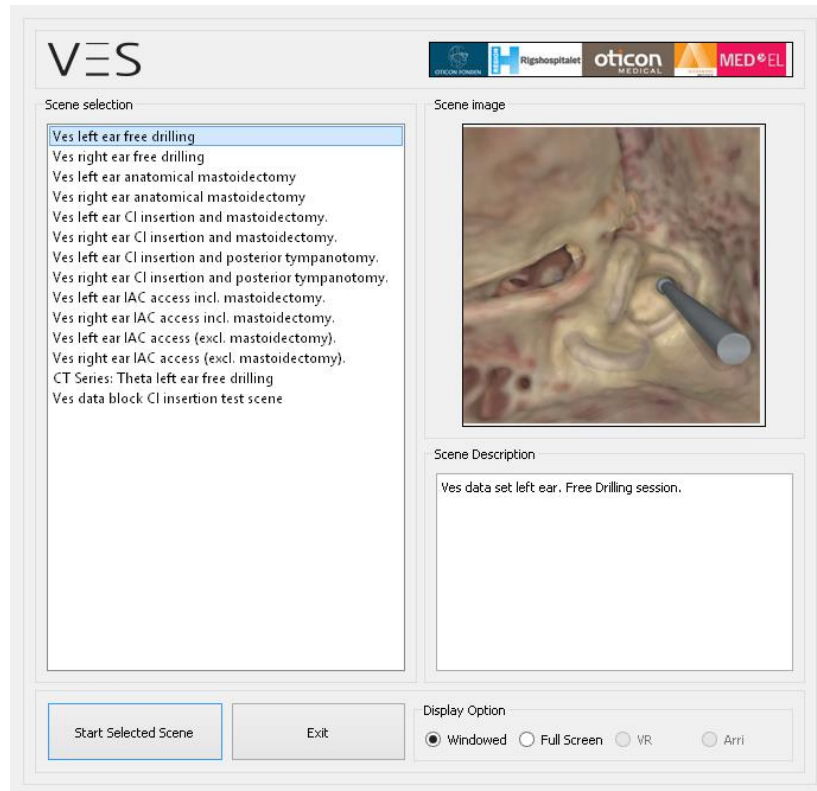 VES
OTICON FONDEN
Rigshospitalet
oticon
MEDICAL
MED EL
Scene selection
Scene image
Ves left ear free drilling
Ves right ear free drilling
Ves left ear anatomical mastoidectomy
Ves right ear anatomical mastoidectomy
Ves left ear CI insertion and mastoidectomy.
Ves right ear CI insertion and mastoidectomy.
Ves left ear CI insertion and posterior tympanotomy.
Ves right ear CI insertion and posterior tympanotomy.
Ves left ear IAC access incl. mastoidectomy.
Ves right ear IAC access incl. mastoidectomy.
Ves left ear IAC access (excl. mastoidectomy).
Ves right ear IAC access (excl. mastoidectomy).
CT Series: Theta left ear free drilling
Ves data block CI insertion test scene
Scene Description
Ves data set left ear. Free Drilling session.
Start Selected Scene
Exit
Display Option
Windowed
Full Screen
VR
Arri